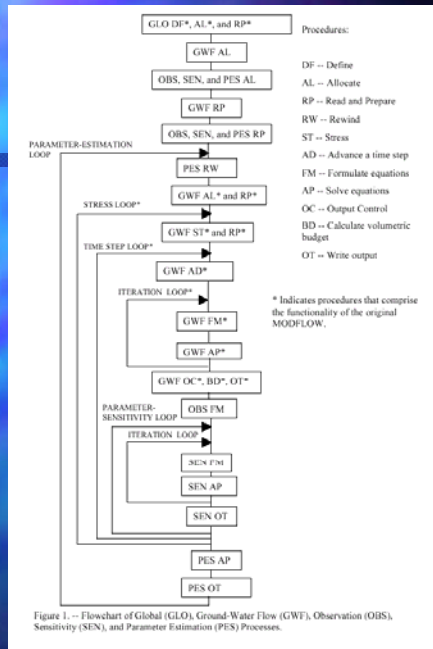 GLO DF*, AL*, and RP*
GWF AL
OBS, SEN, and PES AL
GWF RP
OBS, SEN, and PES RP
PARAMETER-ESTIMATION
LOOP
PES RW
GWF AL* and RP*
STRESS LOOP*
GWF ST* and RP*
TIME STEP LOOP*
GWF AD*
ITERATION LOOP*
GWF FM*
GWF AP*
GWF OC*, BD*, OT*
PARAMETER-
SENSITIVITY LOOP
OBS FM
ITERATION LOOP
SEN FM
SEN AP
SEN OT
PES AP
PES OT
Procedures:
DF -- Define
AL -- Allocate
RP -- Read and Prepare
RW -- Rewind
ST -- Stress
AD -- Advance a time step
FM -- Formulate equations
AP -- Solve equations
OC -- Output Control
BD -- Calculate volumetric
budget
OT -- Write output
* Indicates procedures that comprise
the functionality of the original
MODFLOW.
Figure 1. -- Flowchart of Global (GLO), Ground-Water Flow (GWF), Observation (OBS),
Sensitivity (SEN), and Parameter Estimation (PES) Processes.